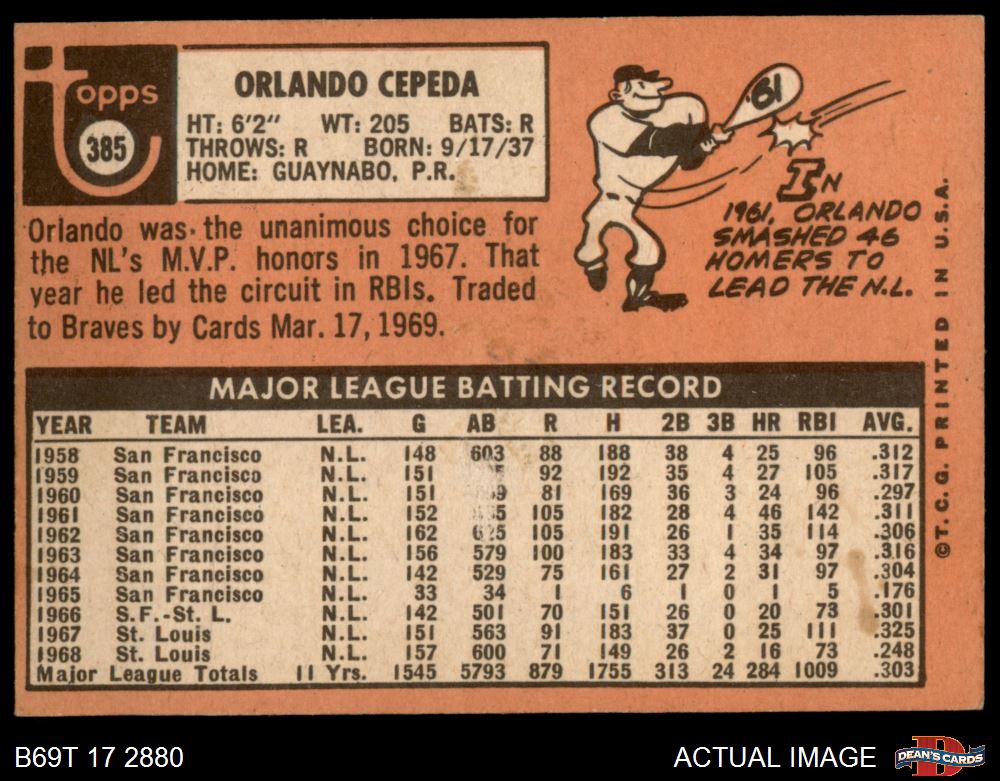 Topps
385
ORLANDO CEPEDA
HT: 6'2" WT: 205 BATS: R
THROWS: R BORN: 9/17/37
HOME: GUAYNABO, P.R.
Orlando was the unanimous choice for
the NL's M.V.P. honors in 1967. That
year he led the circuit in RBIs. Traded
to Braves by Cards Mar. 17, 1969.
61
IN
1961, ORLANDO
SMASHED 46
HOMERS TO
LEAD THE N.L.
©T.C.G. PRINTED IN U.S.A.
MAJOR LEAGUE BATTING RECORD
YEAR TEAM LEA. G AB R H 2B 3B HR RBI AVG.
1958 San Francisco N.L. 148 603 88 188 38 4 25 96 .312
1959 San Francisco N.L. 151 92 192 35 4 27 105 .317
1960 San Francisco N.L. 151 81 169 36 3 24 96 .297
1961 San Francisco N.L. 152 105 182 28 4 46 142 .311
1962 San Francisco N.L. 162 625 105 191 26 1 35 114 .306
1963 San Francisco N.L. 156 579 100 183 33 4 34 97 .316
1964 San Francisco N.L. 142 529 75 161 27 2 31 97 .304
1965 San Francisco N.L. 33 34 1 6 1 0 1 5 .176
1966 S.F.-St. L. N.L. 142 501 70 151 26 0 20 73 .301
1967 St. Louis N.L. 151 563 91 183 37 0 25 111 .325
1968 St. Louis N.L. 157 600 71 149 26 2 16 73 .248
Major League Totals 11 Yrs. 1545 5793 879 1755 313 24 284 1009 .303
B69T 17 2880
ACTUAL IMAGE
DEAN'S CARDS